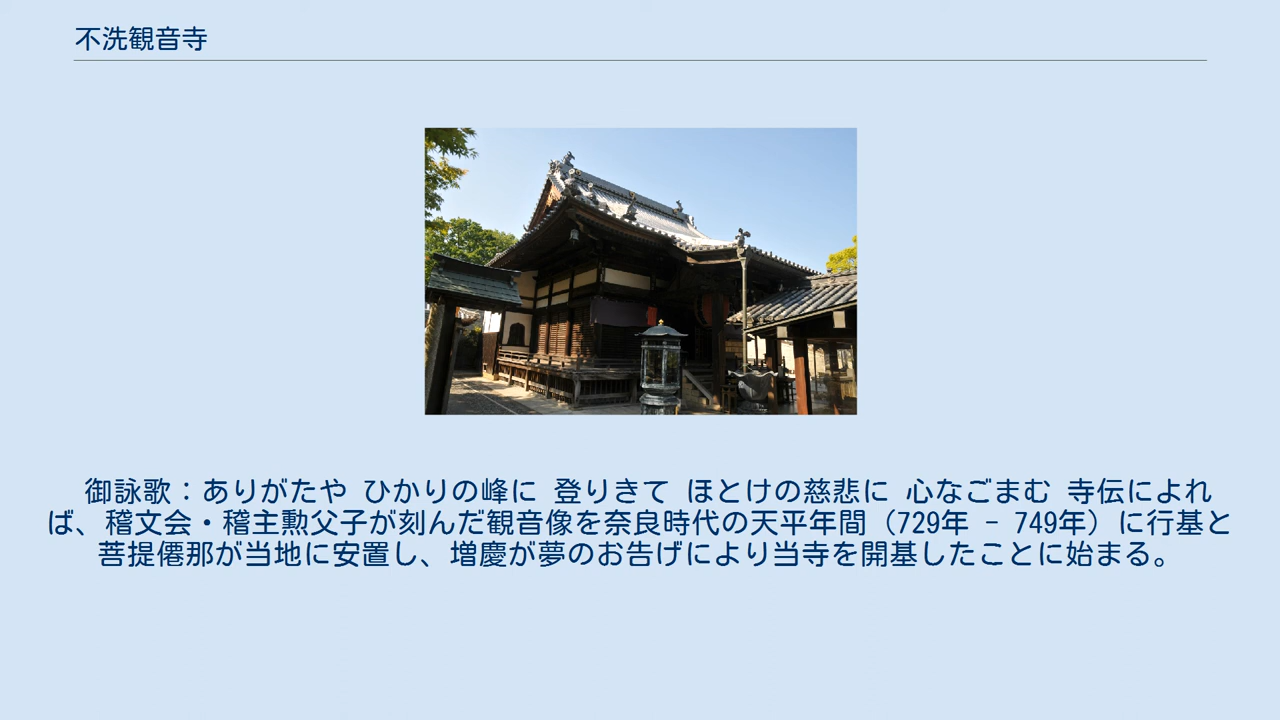 不洗観音寺
御詠歌：ありがたや ひかりの峰に 登りきて ほとけの慈悲に 心なごまむ 寺伝によれ
ば、稽文会・稽主勲父子が刻んだ観音像を奈良時代の天平年間（729年 - 749年）に行基と
菩提僊那が当地に安置し、増慶が夢のお告げにより当寺を開基したことに始まる。